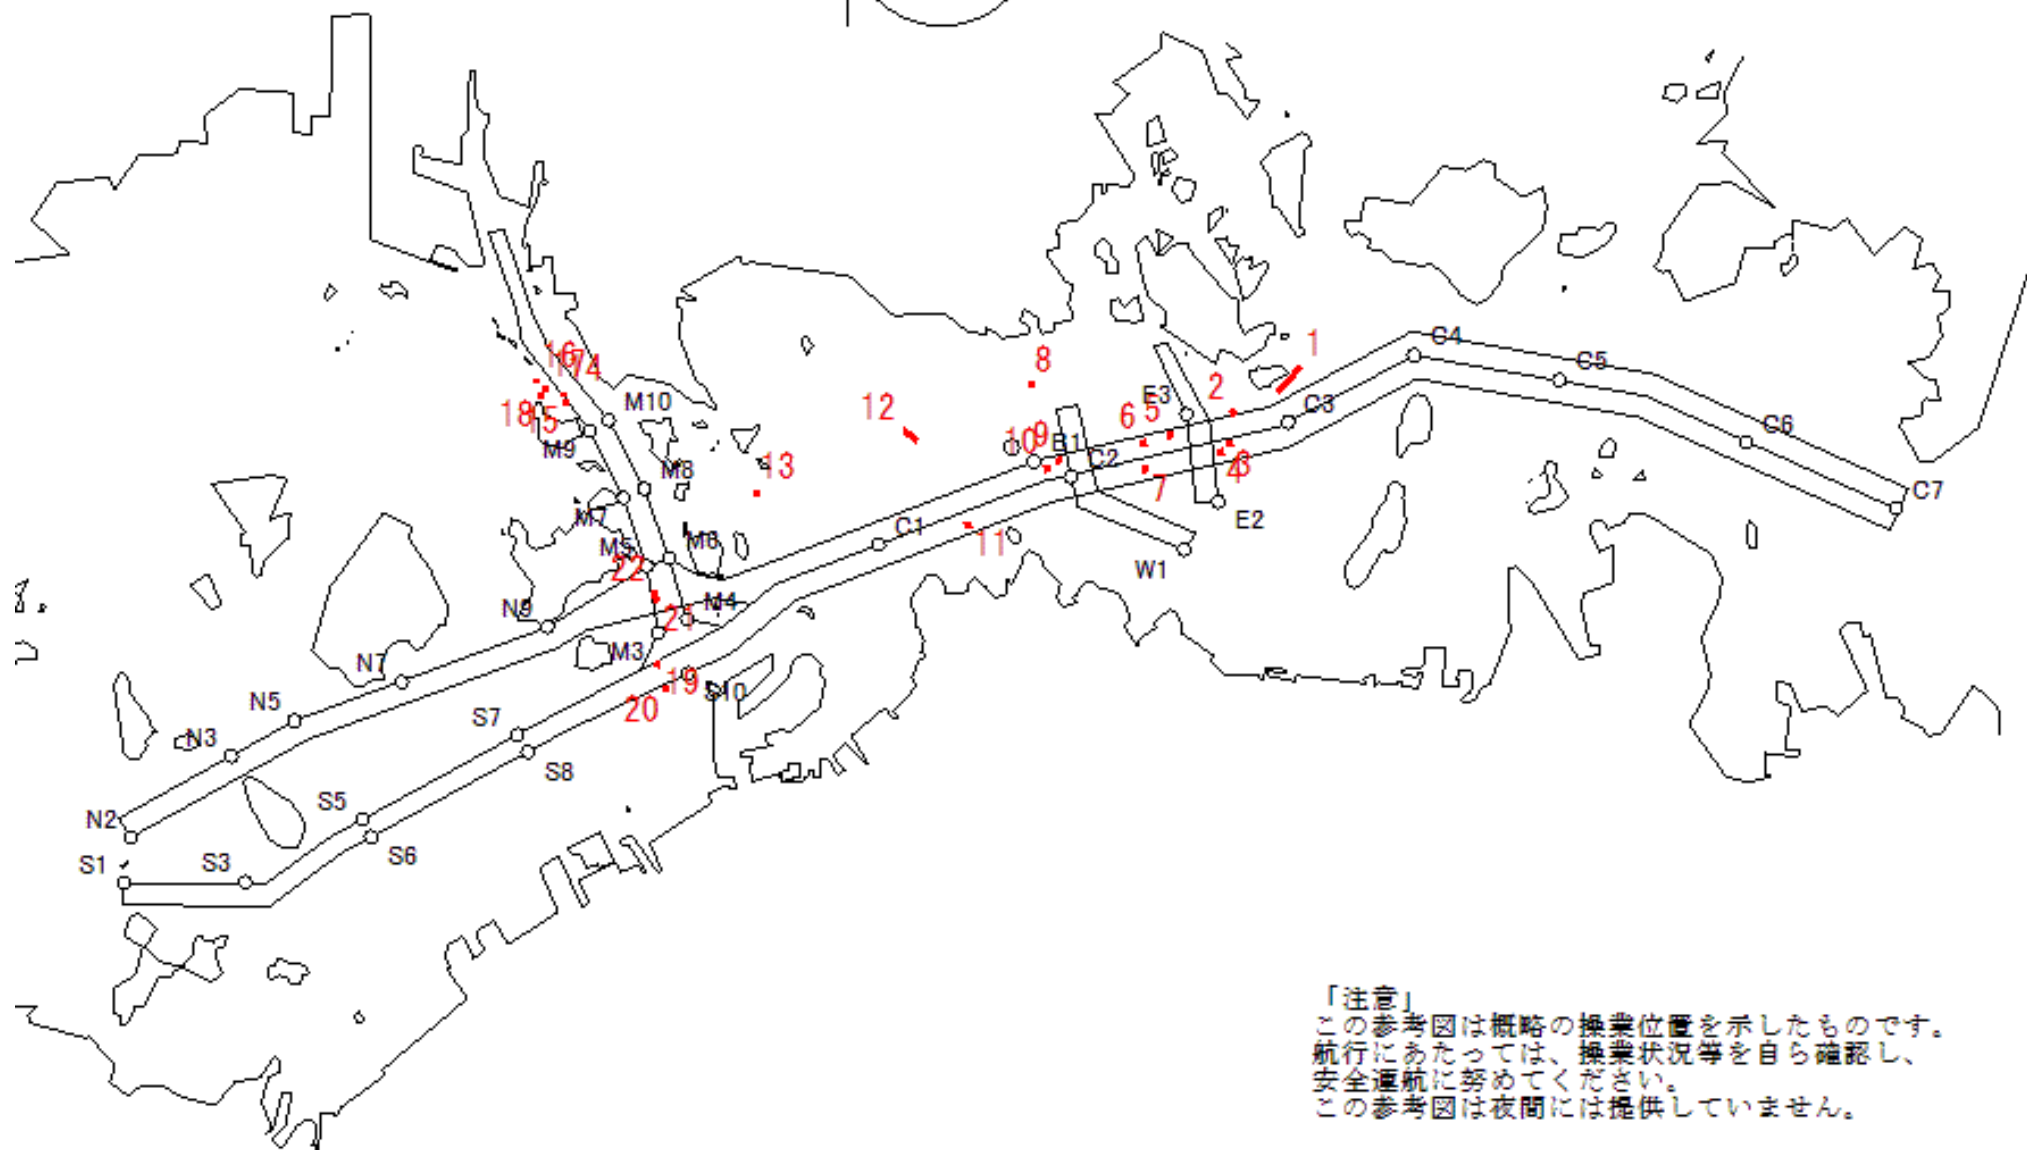 1
C4
16
174
8
C5
2
18
15
M10
12
E3
6
5
C3
M9
10
9
B1
C6
M8
13
C2
4
3
7
C7
M7
E2
C1
M5
M6
11
22
W1
N9
M4
21
M3
N7
19
S10
20
N5
S7
N3
S8
S5
N2
S6
S1
S3
「注意」
この参考図は概略の操業位置を示したものです。
航行にあたっては、操業状況等を自ら確認し、
安全運航に努めてください。
この参考図は夜間には提供していません。